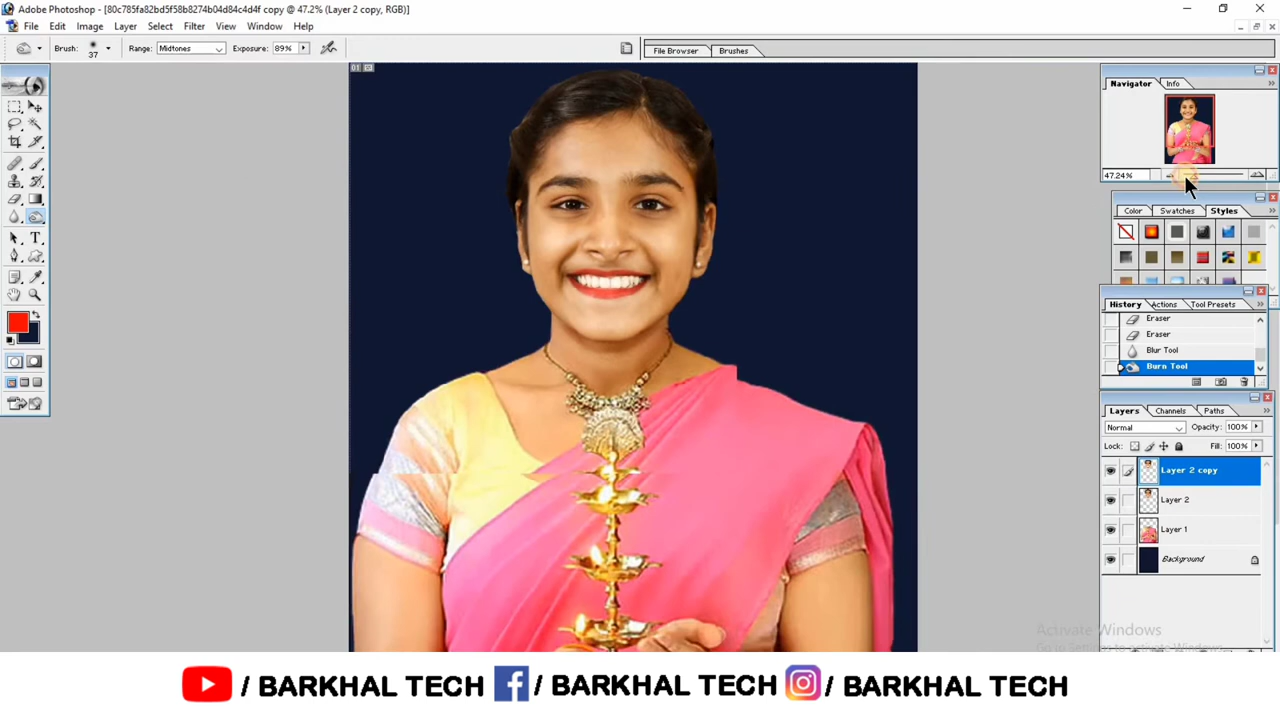 Adobe Photoshop - [80c785fa82bd5f58b8274b04d84c4d4f copy @ 47.2% (Layer 2 copy, RGB)]
File Edit Image Layer Select Filter View Window Help
Brush: 37 Range: Midtones Exposure: 89% File Browser Brushes
01
Navigator Info
47.24%
Color Swatches Styles
History Actions Tool Presets
Eraser
Eraser
Blur Tool
Burn Tool
Layers Channels Paths
Normal Opacity: 100%
Lock: Fill: 100%
Layer 2 copy
Layer 2
Layer 1
Background
Activate Windows
/ BARKHAL TECH / BARKHAL TECH / BARKHAL TECH